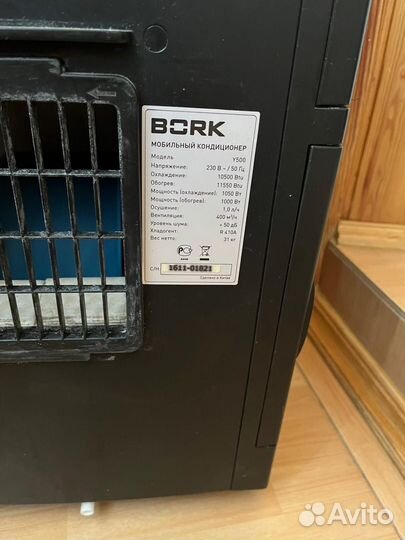 BORK
МОБИЛЬНЫЙ КОНДИЦИОНЕР
Модель Y500
Напряжение: 230 В ~ / 50 Гц
Охлаждение: 10500 Btu
Обогрев: 11550 Btu
Мощность (охлаждение): 1050 Вт
Мощность (обогрев): 1000 Вт
Осушение: 1,0 л/ч
Вентиляция: 400 м³/ч
Уровень шума: < 50 дБ
Хладогент: R 410A
Вес нетто: 31 кг
С/Н 1611-01821
Сделано в Китае
Avito